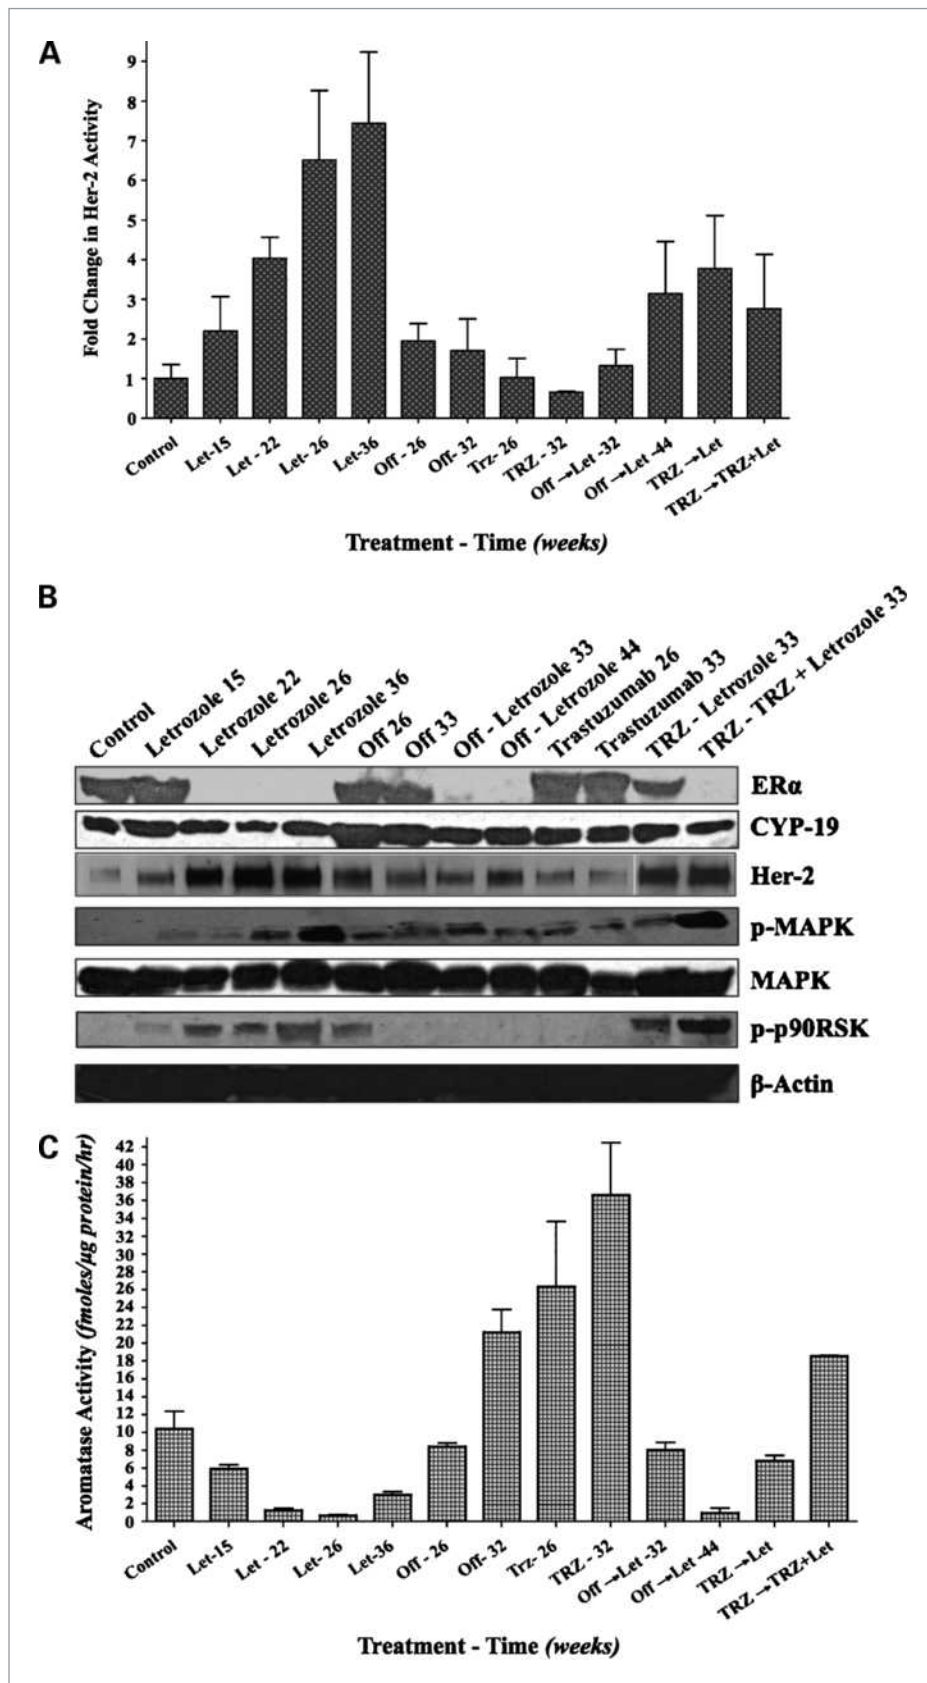 A
Fold Change in Her-2 Activity
9
8
7
6
5
4
3
2
1
0
Control
Let-15
Let - 22
Let- 26
Let-36
Off - 26
Off- 32
Trz- 26
TRZ - 32
Off →Let -32
Off →Let -44
TRZ →Let
TRZ →TRZ+Let
Treatment - Time (weeks)
B
Control
Letrozole 15
Letrozole 22
Letrozole 26
Letrozole 36
Off 26
Off 33
Off - Letrozole 33
Off - Letrozole 44
Trastuzumab 26
Trastuzumab 33
TRZ - Letrozole 33
TRZ - TRZ + Letrozole 33
ERα
CYP-19
Her-2
p-MAPK
MAPK
p-p90RSK
β-Actin
C
Aromatase Activity (fmoles/µg protein/hr)
42
40
38
36
34
32
30
28
26
24
22
20
18
16
14
12
10
8
6
4
2
0
Control
Let-15
Let - 22
Let- 26
Let-36
Off - 26
Off- 32
Trz- 26
TRZ - 32
Off →Let -32
Off →Let -44
TRZ →Let
TRZ →TRZ+Let
Treatment - Time (weeks)